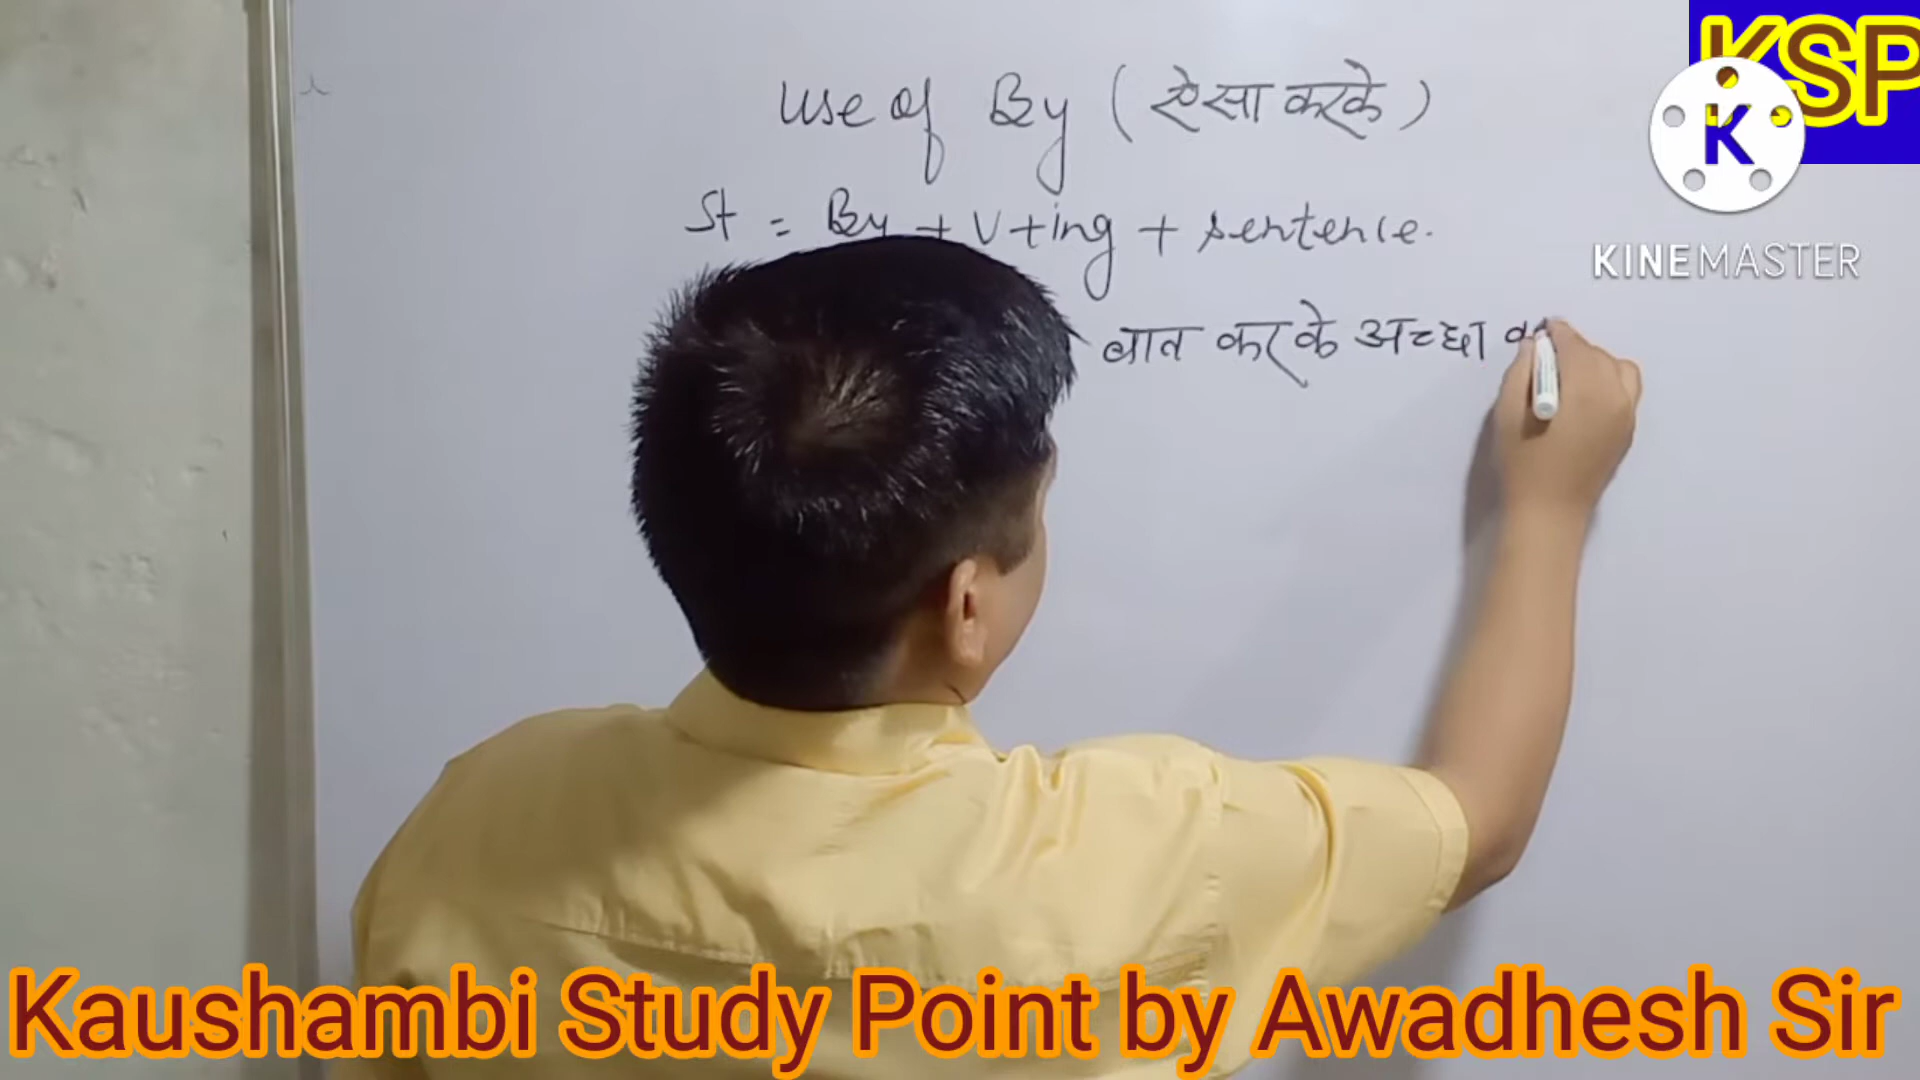 Use of By (ऐसा करके)
KSP
K
KINEMASTER
St = By + V+ing + sentence.
बात करके अच्छा
Kaushambi Study Point by Awadhesh Sir